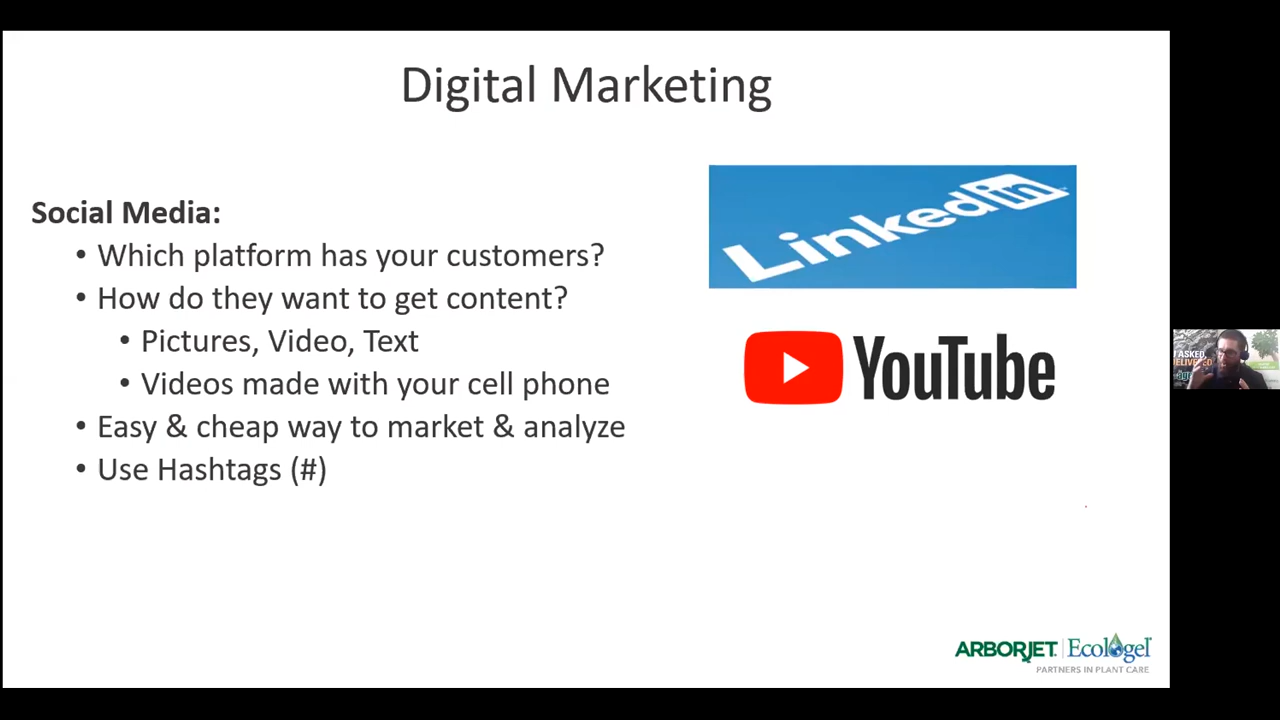 Digital Marketing
Social Media:
• Which platform has your customers?
• How do they want to get content?
• Pictures, Video, Text
• Videos made with your cell phone
• Easy & cheap way to market & analyze
• Use Hashtags (#)
LinkedIn
YouTube
ASKED,
ARBORJET Ecologel
PARTNERS IN PLANT CARE